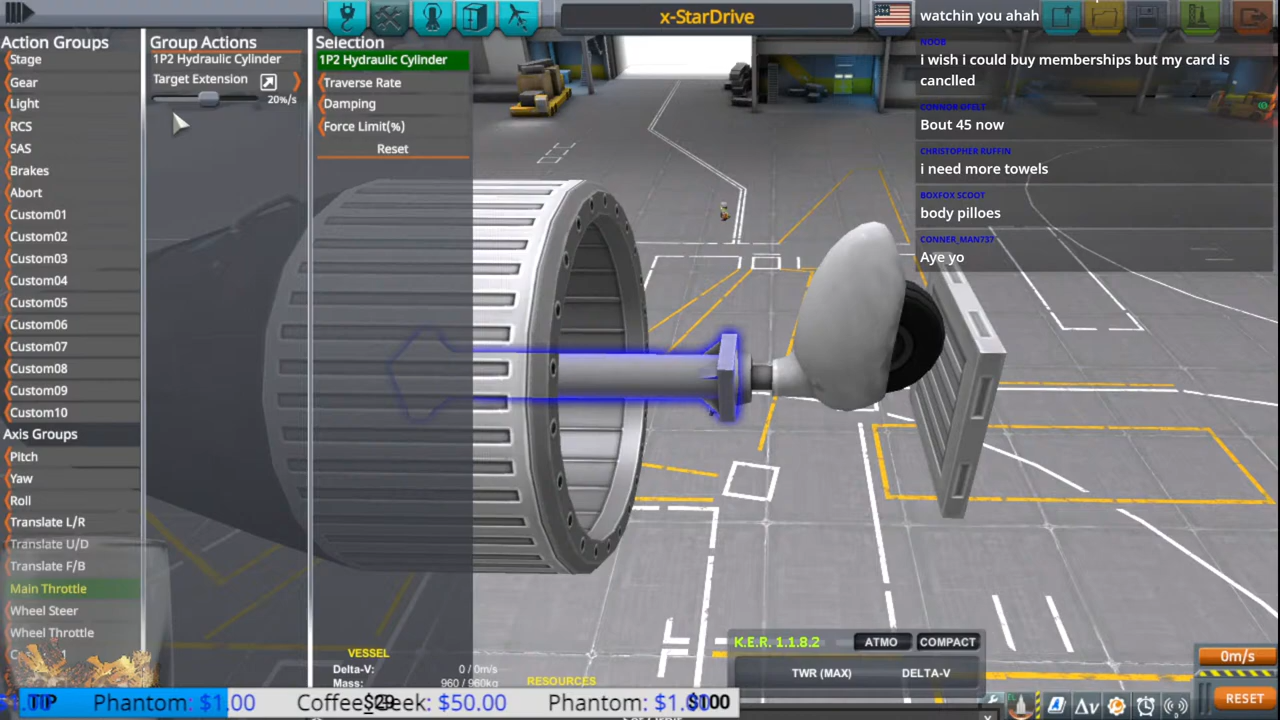 x-StarDrive
Action Groups
Stage
Gear
Light
RCS
SAS
Brakes
Abort
Custom01
Custom02
Custom03
Custom04
Custom05
Custom06
Custom07
Custom08
Custom09
Custom10
Axis Groups
Pitch
Yaw
Roll
Translate L/R
Translate U/D
Translate F/B
Main Throttle
Wheel Steer
Wheel Throttle
Group Actions
1P2 Hydraulic Cylinder
Target Extension
20%/s
Selection
1P2 Hydraulic Cylinder
Traverse Rate
Damping
Force Limit(%)
Reset
watchin you ahah
NOOB
i wish i could buy memberships but my card is
canclled
CONNOR OTELT
Bout 45 now
CHRISTOPHER RUFFIN
i need more towels
BOXFOX SCOOT
body pilloes
CONNER_MAN737
Aye yo
VESSEL
Delta-V: 0 / 0m/s
Mass: 960 / 960kg
RESOURCES
K.E.R. 1.1.8.2
ATMO
COMPACT
TWR (MAX)
DELTA-V
0m/s
RESET
Δv
TIP
Phantom: $1.00
$50.00
Phantom:
$100